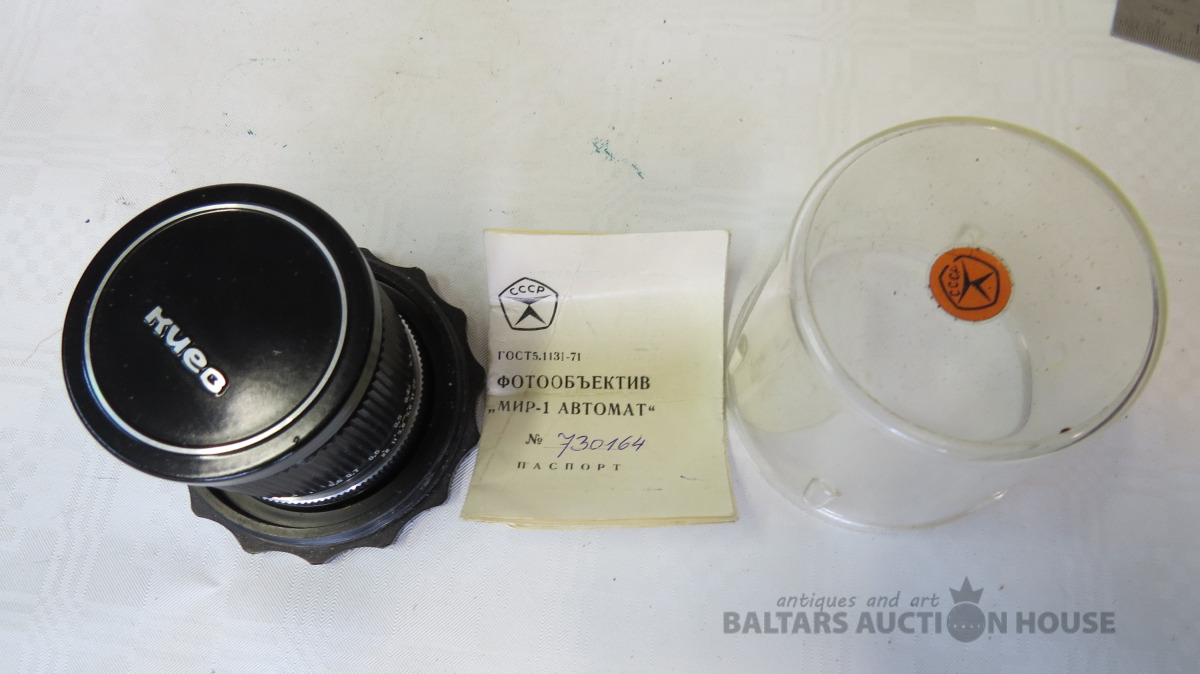 Киев
СССР
ГОСТ5.1131-71
ФОТООБЪЕКТИВ
„МИР-1 АВТОМАТ“
№ 730164
ПАСПОРТ
СССР
antiques and art
BALTARS AUCTION HOUSE